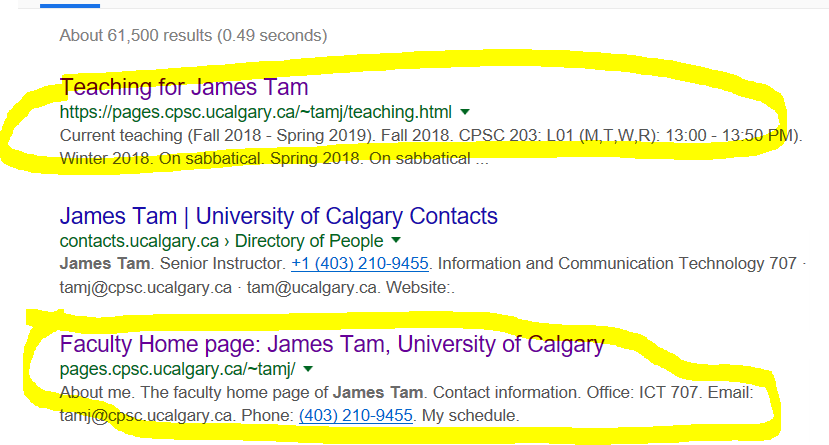 About 61,500 results (0.49 seconds)
Teaching for James Tam
https://pages.cpsc.ucalgary.ca/~tamj/teaching.html
Current teaching (Fall 2018 - Spring 2019). Fall 2018. CPSC 203: L01 (M,T,W,R): 13:00 - 13:50 PM).
Winter 2018. On sabbatical. Spring 2018. On sabbatical ...
James Tam | University of Calgary Contacts
contacts.ucalgary.ca › Directory of People
James Tam. Senior Instructor. +1 (403) 210-9455. Information and Communication Technology 707 ·
tamj@cpsc.ucalgary.ca · tam@ucalgary.ca. Website:.
Faculty Home page: James Tam, University of Calgary
pages.cpsc.ucalgary.ca/~tamj/
About me. The faculty home page of James Tam. Contact information. Office: ICT 707. Email:
tamj@cpsc.ucalgary.ca. Phone: (403) 210-9455. My schedule.